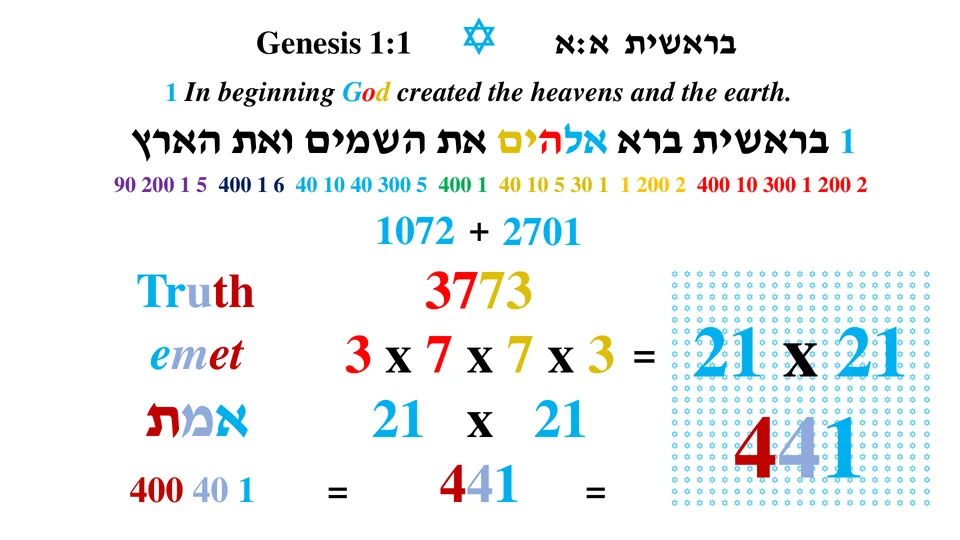 Genesis 1:1 בראשית א:א
1 In beginning God created the heavens and the earth.
1 בראשית ברא אלהים את השמים ואת הארץ
90 200 1 5 400 1 6 40 10 40 300 5 400 1 40 10 5 30 1 1 200 2 400 10 300 1 200 2
1072 + 2701
Truth 3773
emet 3 x 7 x 7 x 3 = 21 x 21
אמת 21 x 21
400 40 1 = 441 = 441